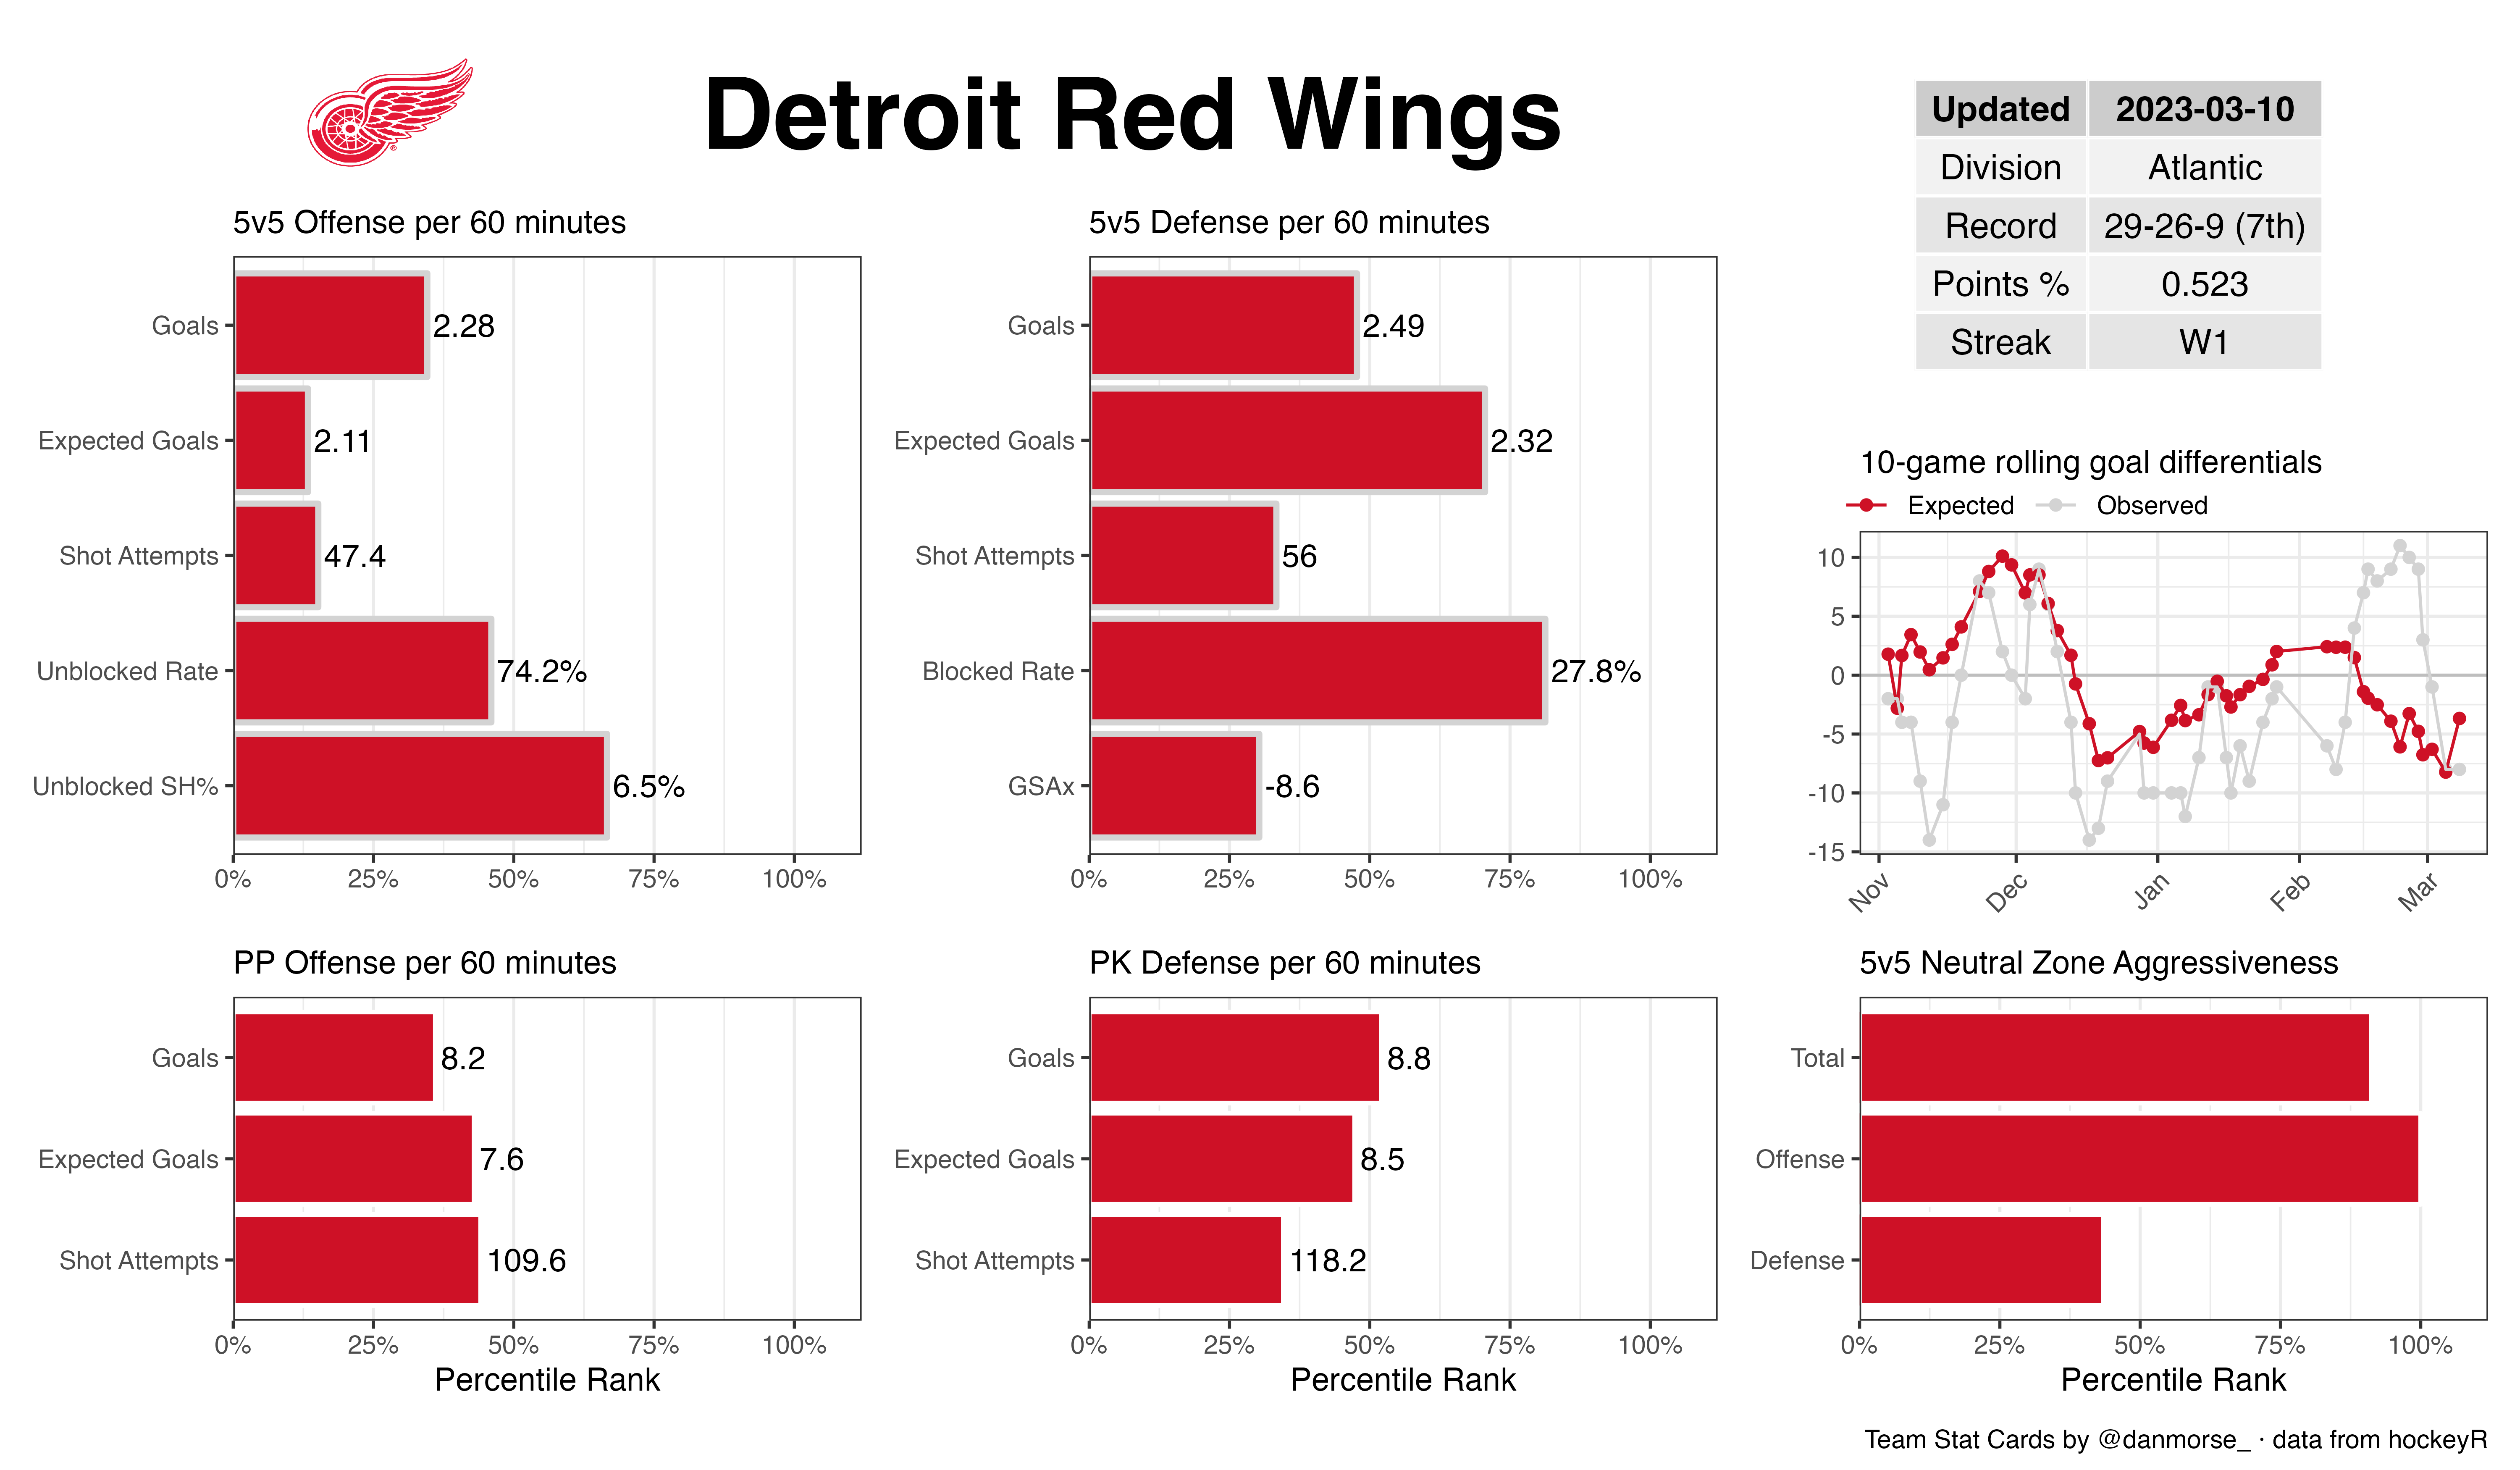 Detroit Red Wings
Updated 2023-03-10
Division Atlantic
Record 29-26-9 (7th)
Points % 0.523
Streak W1
5v5 Offense per 60 minutes
Goals 2.28
Expected Goals 2.11
Shot Attempts 47.4
Unblocked Rate 74.2%
Unblocked SH% 6.5%
0% 25% 50% 75% 100%
5v5 Defense per 60 minutes
Goals 2.49
Expected Goals 2.32
Shot Attempts 56
Blocked Rate 27.8%
GSAx -8.6
0% 25% 50% 75% 100%
10-game rolling goal differentials
Expected Observed
10
5
0
-5
-10
-15
Nov Dec Jan Feb Mar
PP Offense per 60 minutes
Goals 8.2
Expected Goals 7.6
Shot Attempts 109.6
0% 25% 50% 75% 100%
Percentile Rank
PK Defense per 60 minutes
Goals 8.8
Expected Goals 8.5
Shot Attempts 118.2
0% 25% 50% 75% 100%
Percentile Rank
5v5 Neutral Zone Aggressiveness
Total
Offense
Defense
0% 25% 50% 75% 100%
Percentile Rank
Team Stat Cards by @danmorse_ · data from hockeyR